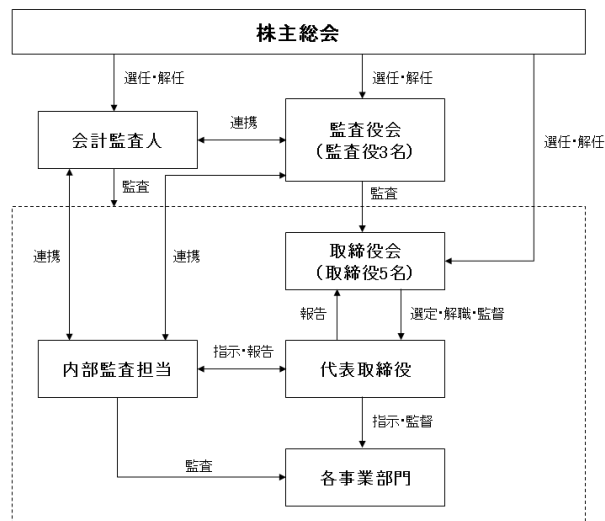 株主総会
選任・解任
選任・解任
選任・解任
会計監査人
連携
監査役会
(監査役3名)
監査
監査
連携
連携
取締役会
(取締役5名)
報告
選定・解職・監督
内部監査担当
指示・報告
代表取締役
指示・監督
監査
各事業部門